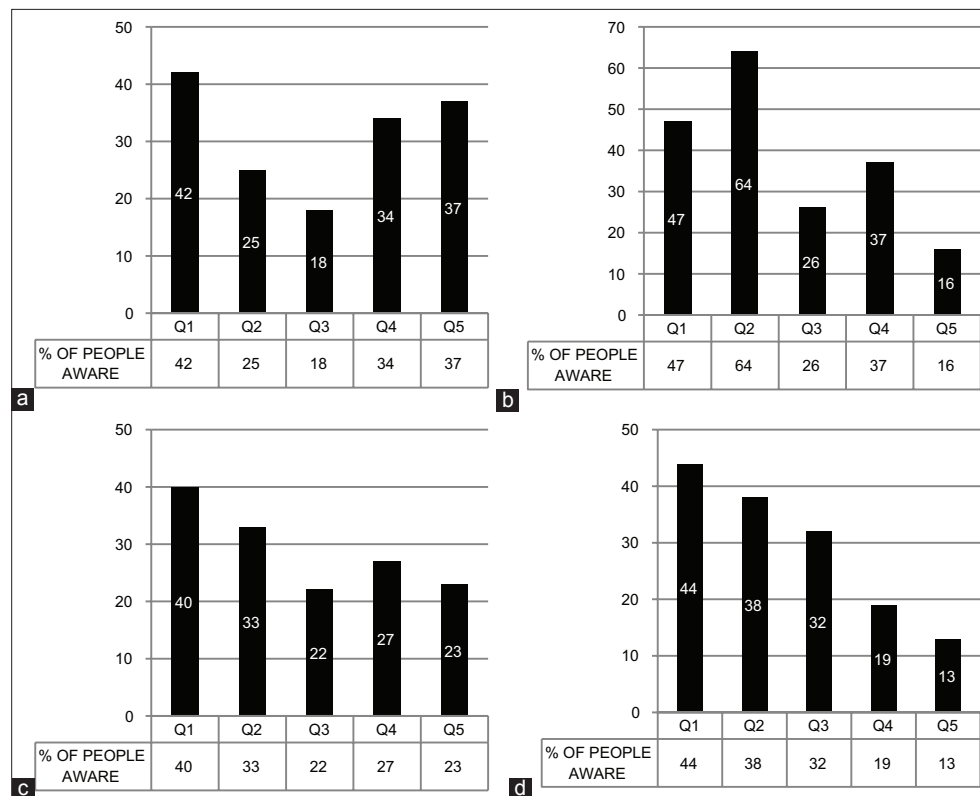 50
40
30
20
10
0
42
25
18
34
37
Q1 Q2 Q3 Q4 Q5
% OF PEOPLE
AWARE
42 25 18 34 37
a
70
60
50
40
30
20
10
0
47
64
26
37
16
Q1 Q2 Q3 Q4 Q5
% OF PEOPLE
AWARE
47 64 26 37 16
b
50
40
30
20
10
0
40
33
22
27
23
Q1 Q2 Q3 Q4 Q5
% OF PEOPLE
AWARE
40 33 22 27 23
c
50
40
30
20
10
0
44
38
32
19
13
Q1 Q2 Q3 Q4 Q5
% OF PEOPLE
AWARE
44 38 32 19 13
d